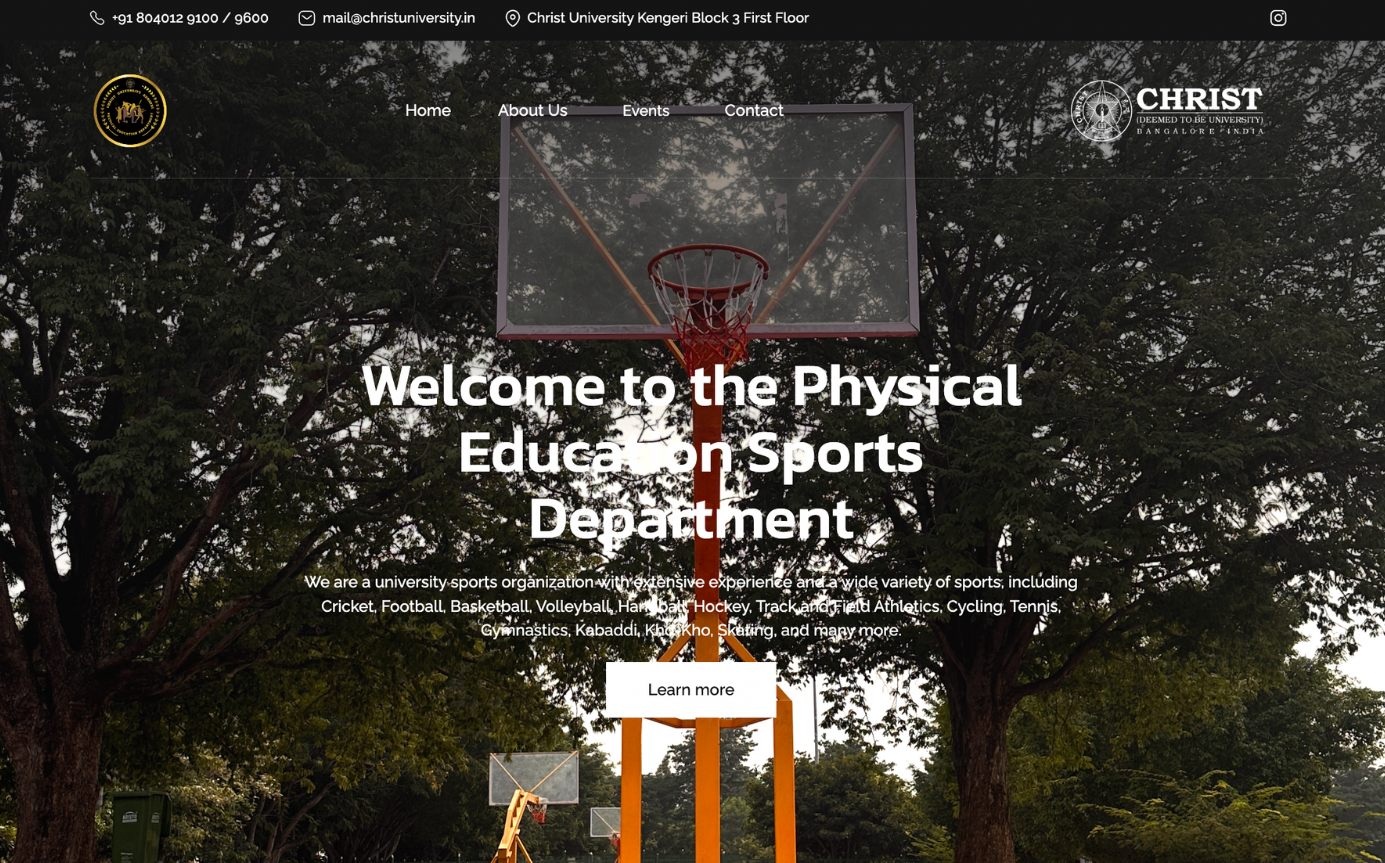 +91 804012 9100 / 9600
mail@christuniversity.in
Christ University Kengeri Block 3 First Floor
Home
About Us
Events
Contact
CHRIST
(DEEMED TO BE UNIVERSITY)
BANGALORE · INDIA
Welcome to the Physical
Education Sports
Department
We are a university sports organization with extensive experience and a wide variety of sports, including
Cricket, Football, Basketball, Volleyball, Handball, Hockey, Track and Field Athletics, Cycling, Tennis,
Gymnastics, Kabaddi, Kho Kho, Skating, and many more.
Learn more